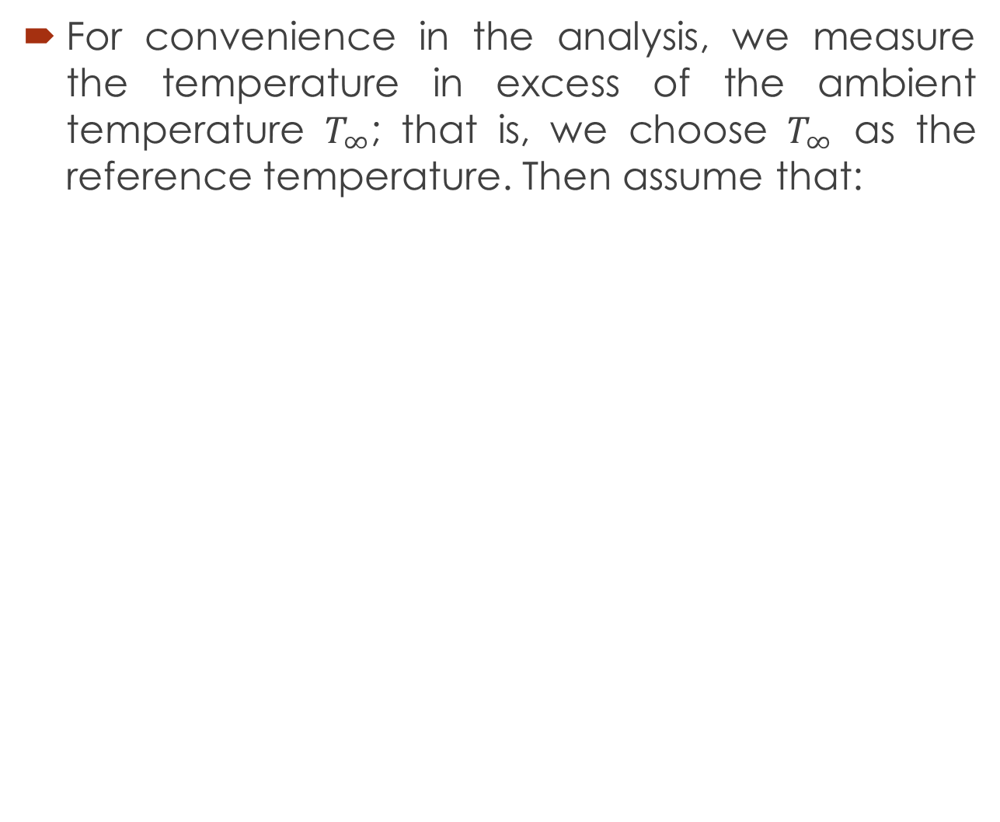 For convenience in the analysis, we measure
the temperature in excess of the ambient
temperature T∞; that is, we choose T∞ as the
reference temperature. Then assume that: